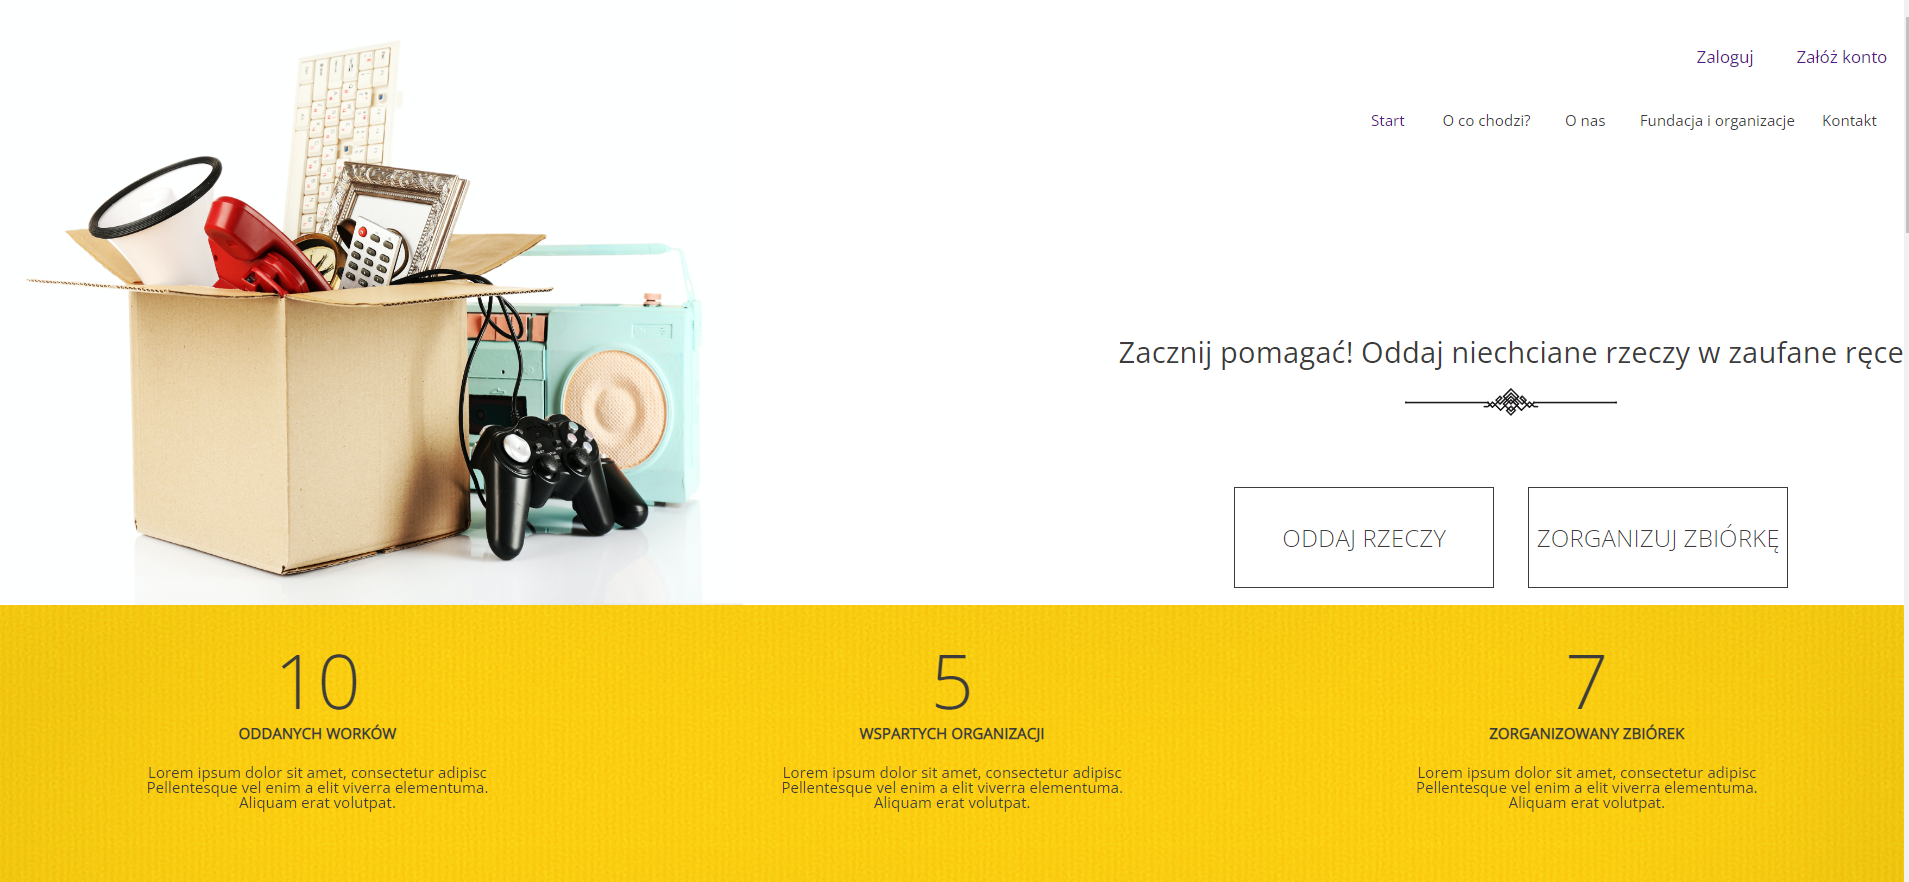 Zaloguj Załóż konto
Start O co chodzi? O nas Fundacja i organizacje Kontakt
Zacznij pomagać! Oddaj niechciane rzeczy w zaufane ręce
ODDAJ RZECZY ZORGANIZUJ ZBIÓRKĘ
10
ODDANYCH WORKÓW
Lorem ipsum dolor sit amet, consectetur adipisc
Pellentesque vel enim a elit viverra elementuma.
Aliquam erat volutpat.
5
WSPARTYCH ORGANIZACJI
Lorem ipsum dolor sit amet, consectetur adipisc
Pellentesque vel enim a elit viverra elementuma.
Aliquam erat volutpat.
7
ZORGANIZOWANY ZBIÓREK
Lorem ipsum dolor sit amet, consectetur adipisc
Pellentesque vel enim a elit viverra elementuma.
Aliquam erat volutpat.